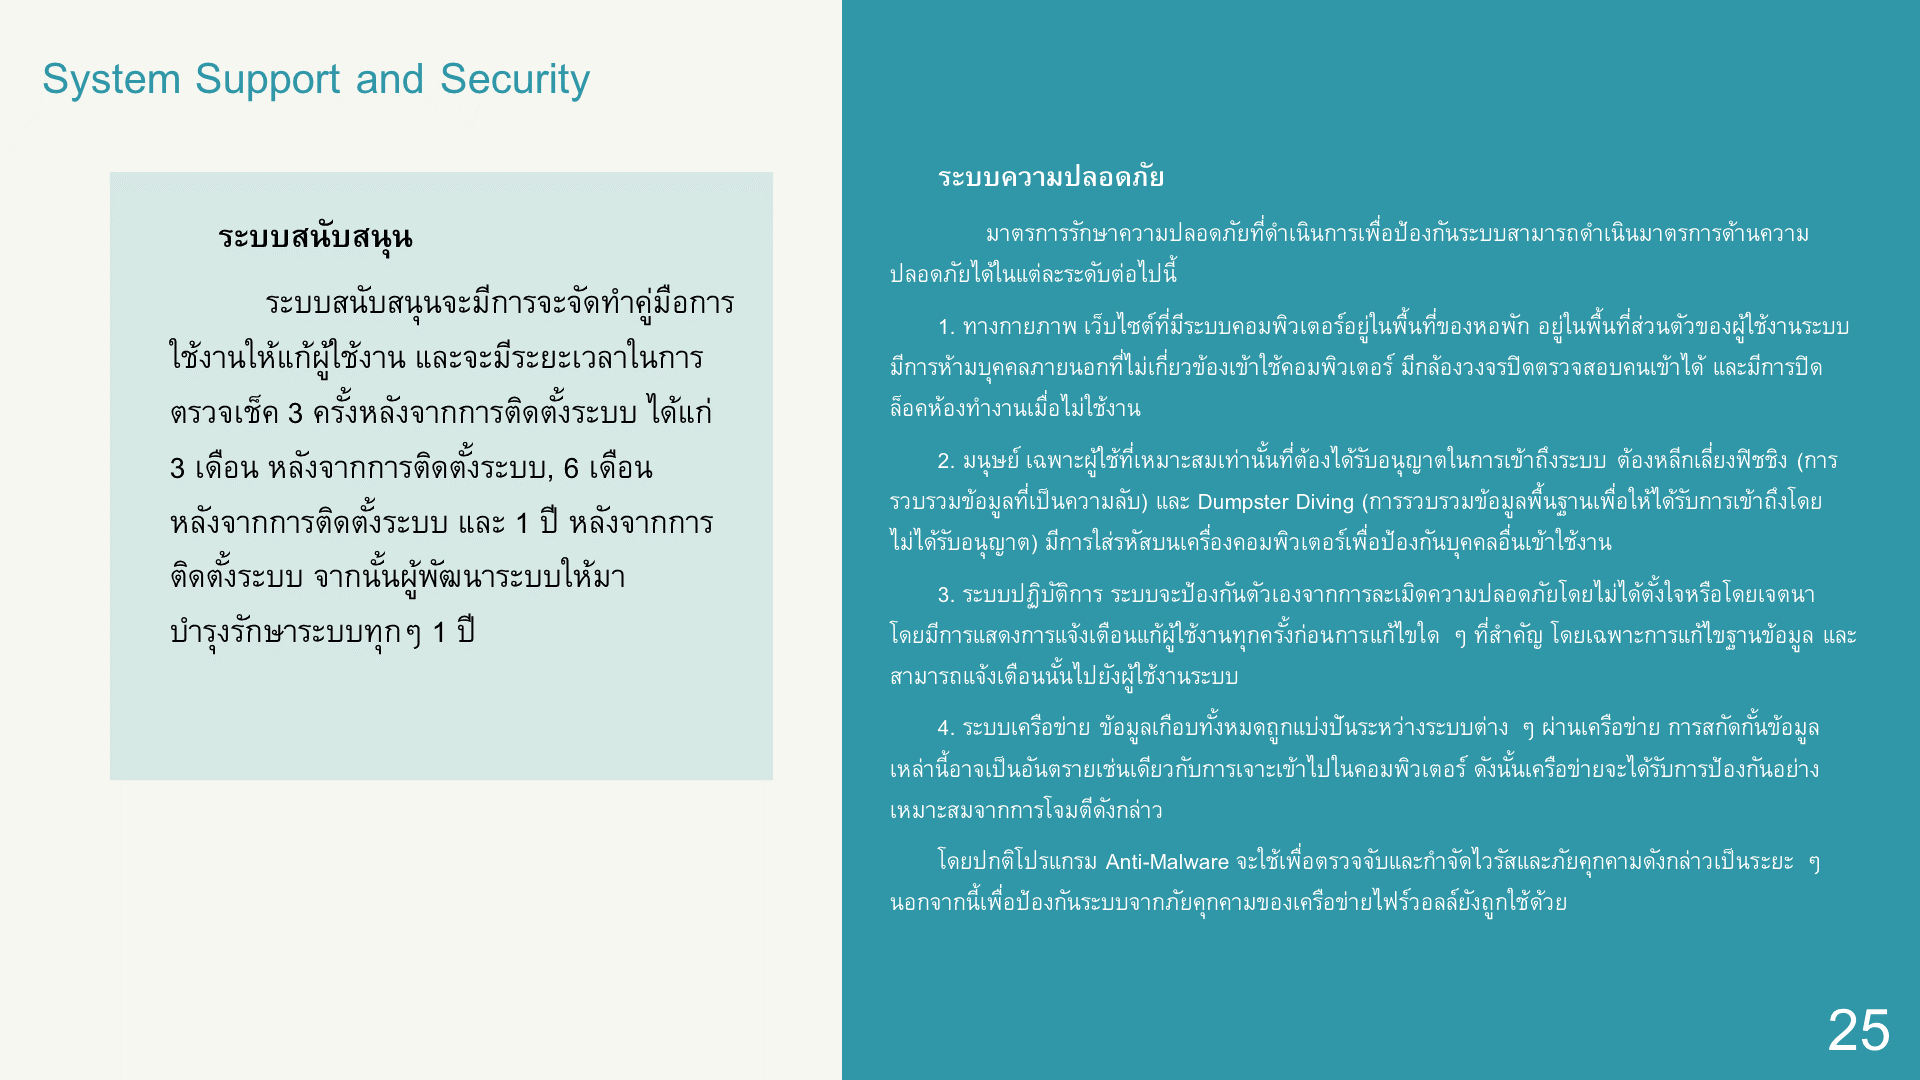 System Support and Security
ระบบสนับสนุน
ระบบสนับสนุนจะมีการจะจัดทำคู่มือการ
ใช้งานให้แก้ผู้ใช้งาน และจะมีระยะเวลาในการ
ตรวจเช็ค 3 ครั้งหลังจากการติดตั้งระบบ ได้แก่
3 เดือน หลังจากการติดตั้งระบบ, 6 เดือน
หลังจากการติดตั้งระบบ และ 1 ปี หลังจากการ
ติดตั้งระบบ จากนั้นผู้พัฒนาระบบให้มา
บำรุงรักษาระบบทุกๆ 1 ปี
ระบบความปลอดภัย
มาตรการรักษาความปลอดภัยที่ดำเนินการเพื่อป้องกันระบบสามารถดำเนินมาตรการด้านความ
ปลอดภัยได้ในแต่ละระดับต่อไปนี้
1. ทางกายภาพ เว็บไซต์ที่มีระบบคอมพิวเตอร์อยู่ในพื้นที่ของหอพัก อยู่ในพื้นที่ส่วนตัวของผู้ใช้งานระบบ
มีการห้ามบุคคลภายนอกที่ไม่เกี่ยวข้องเข้าใช้คอมพิวเตอร์ มีกล้องวงจรปิดตรวจสอบคนเข้าได้ และมีการปิด
ล็อคห้องทำงานเมื่อไม่ใช้งาน
2. มนุษย์ เฉพาะผู้ใช้ที่เหมาะสมเท่านั้นที่ต้องได้รับอนุญาตในการเข้าถึงระบบ ต้องหลีกเลี่ยงฟิชชิง (การ
รวบรวมข้อมูลที่เป็นความลับ) และ Dumpster Diving (การรวบรวมข้อมูลพื้นฐานเพื่อให้ได้รับการเข้าถึงโดย
ไม่ได้รับอนุญาต) มีการใส่รหัสบนเครื่องคอมพิวเตอร์เพื่อป้องกันบุคคลอื่นเข้าใช้งาน
3. ระบบปฏิบัติการ ระบบจะป้องกันตัวเองจากการละเมิดความปลอดภัยโดยไม่ได้ตั้งใจหรือโดยเจตนา
โดยมีการแสดงการแจ้งเตือนแก้ผู้ใช้งานทุกครั้งก่อนการแก้ไขใด ๆ ที่สำคัญ โดยเฉพาะการแก้ไขฐานข้อมูล และ
สามารถแจ้งเตือนนั้นไปยังผู้ใช้งานระบบ
4. ระบบเครือข่าย ข้อมูลเกือบทั้งหมดถูกแบ่งปันระหว่างระบบต่าง ๆ ผ่านเครือข่าย การสกัดกั้นข้อมูล
เหล่านี้อาจเป็นอันตรายเช่นเดียวกับการเจาะเข้าไปในคอมพิวเตอร์ ดังนั้นเครือข่ายจะได้รับการป้องกันอย่าง
เหมาะสมจากการโจมตีดังกล่าว
โดยปกติโปรแกรม Anti-Malware จะใช้เพื่อตรวจจับและกำจัดไวรัสและภัยคุกคามดังกล่าวเป็นระยะ ๆ
นอกจากนี้เพื่อป้องกันระบบจากภัยคุกคามของเครือข่ายไฟร์วอลล์ยังถูกใช้ด้วย
25